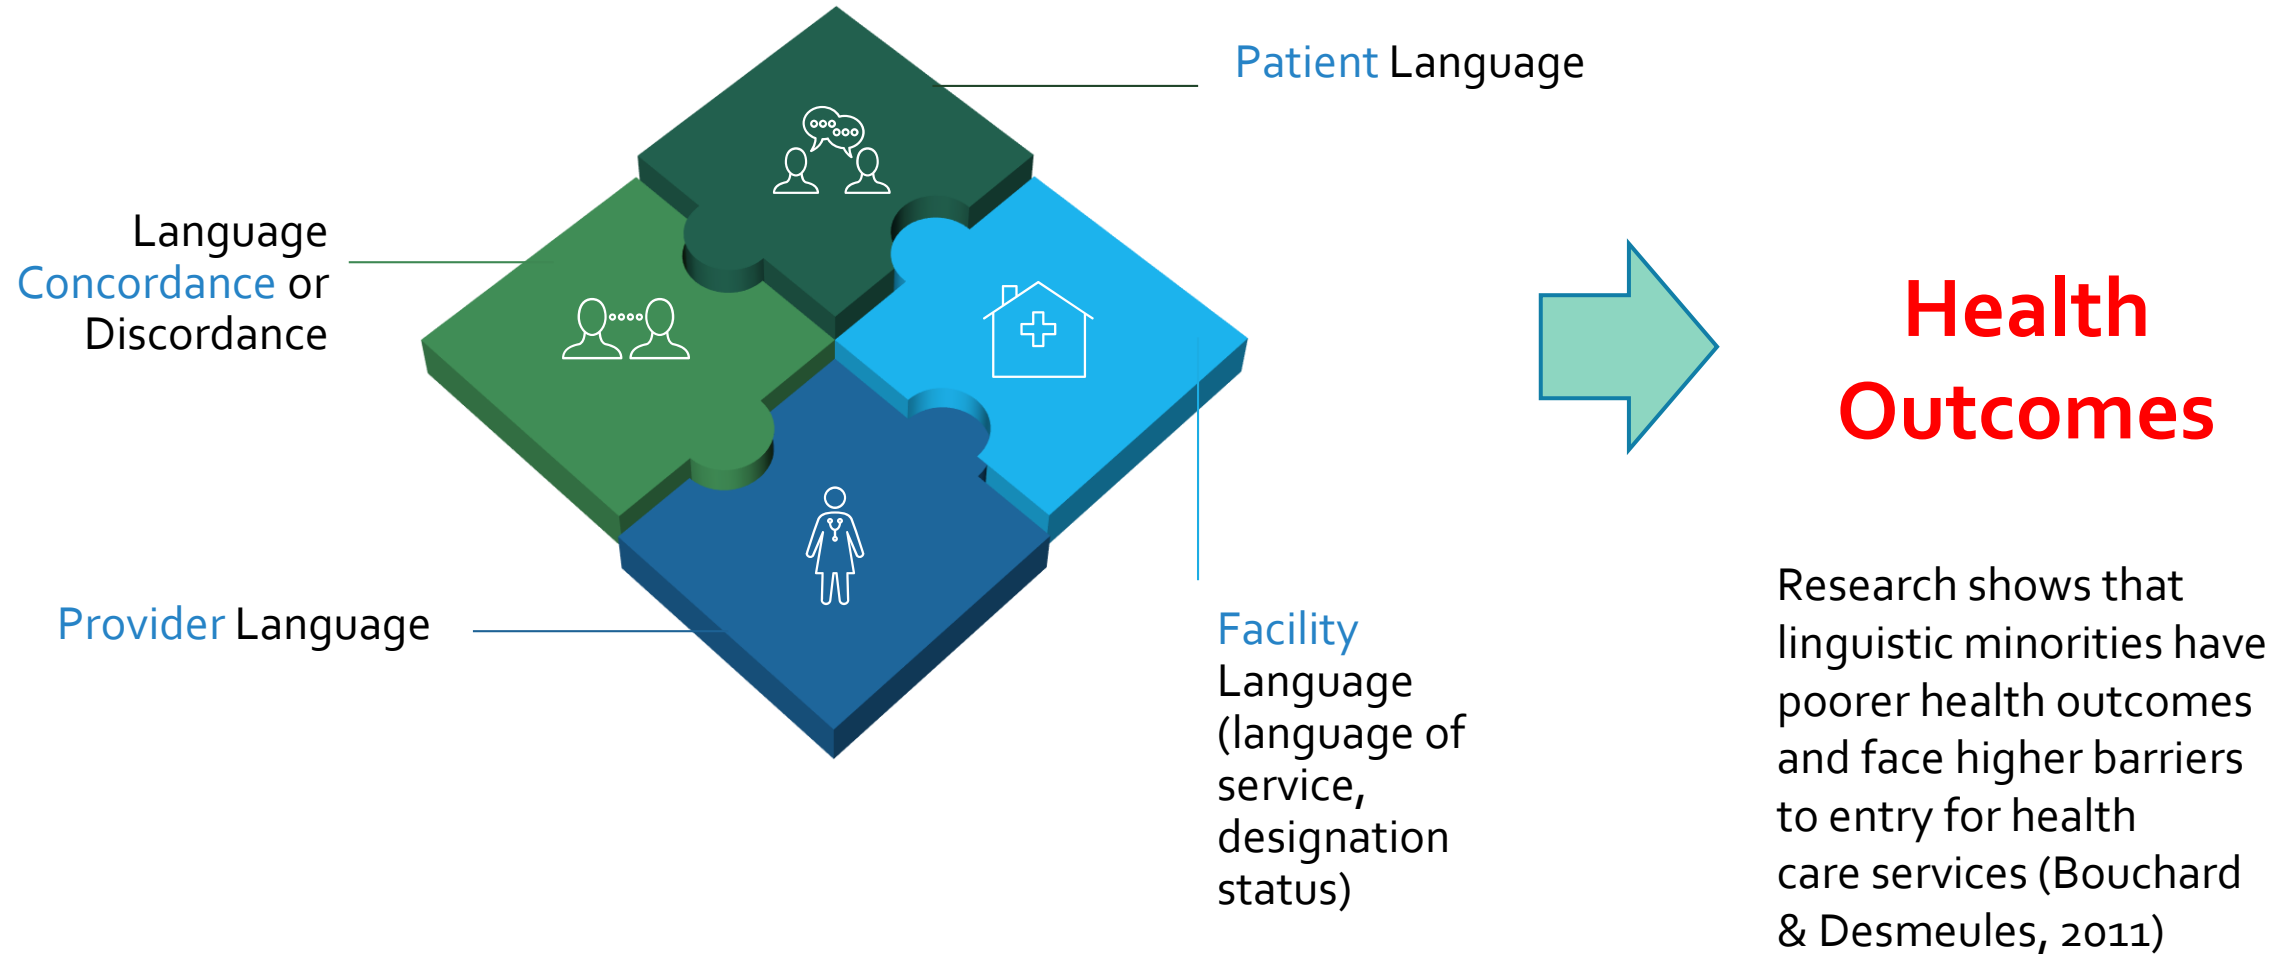 Patient Language
Language
Concordance or
Discordance
Provider Language
Facility
Language
(language of
service,
designation
status)
Health
Outcomes
Research shows that
linguistic minorities have
poorer health outcomes
and face higher barriers
to entry for health
care services (Bouchard
& Desmeules, 2011)